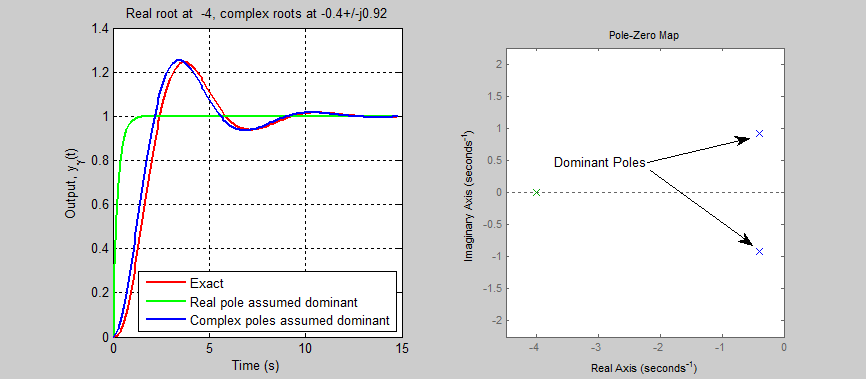 Real root at -4, complex roots at -0.4+/-j0.92
1.4
1.2
1
0.8
0.6
0.4
0.2
0
0
5
10
15
Output, yγ(t)
Time (s)
Exact
Real pole assumed dominant
Complex poles assumed dominant
Pole-Zero Map
2
1.5
1
0.5
0
-0.5
-1
-1.5
-2
-4
-3
-2
-1
0
Imaginary Axis (seconds-1)
Real Axis (seconds-1)
Dominant Poles